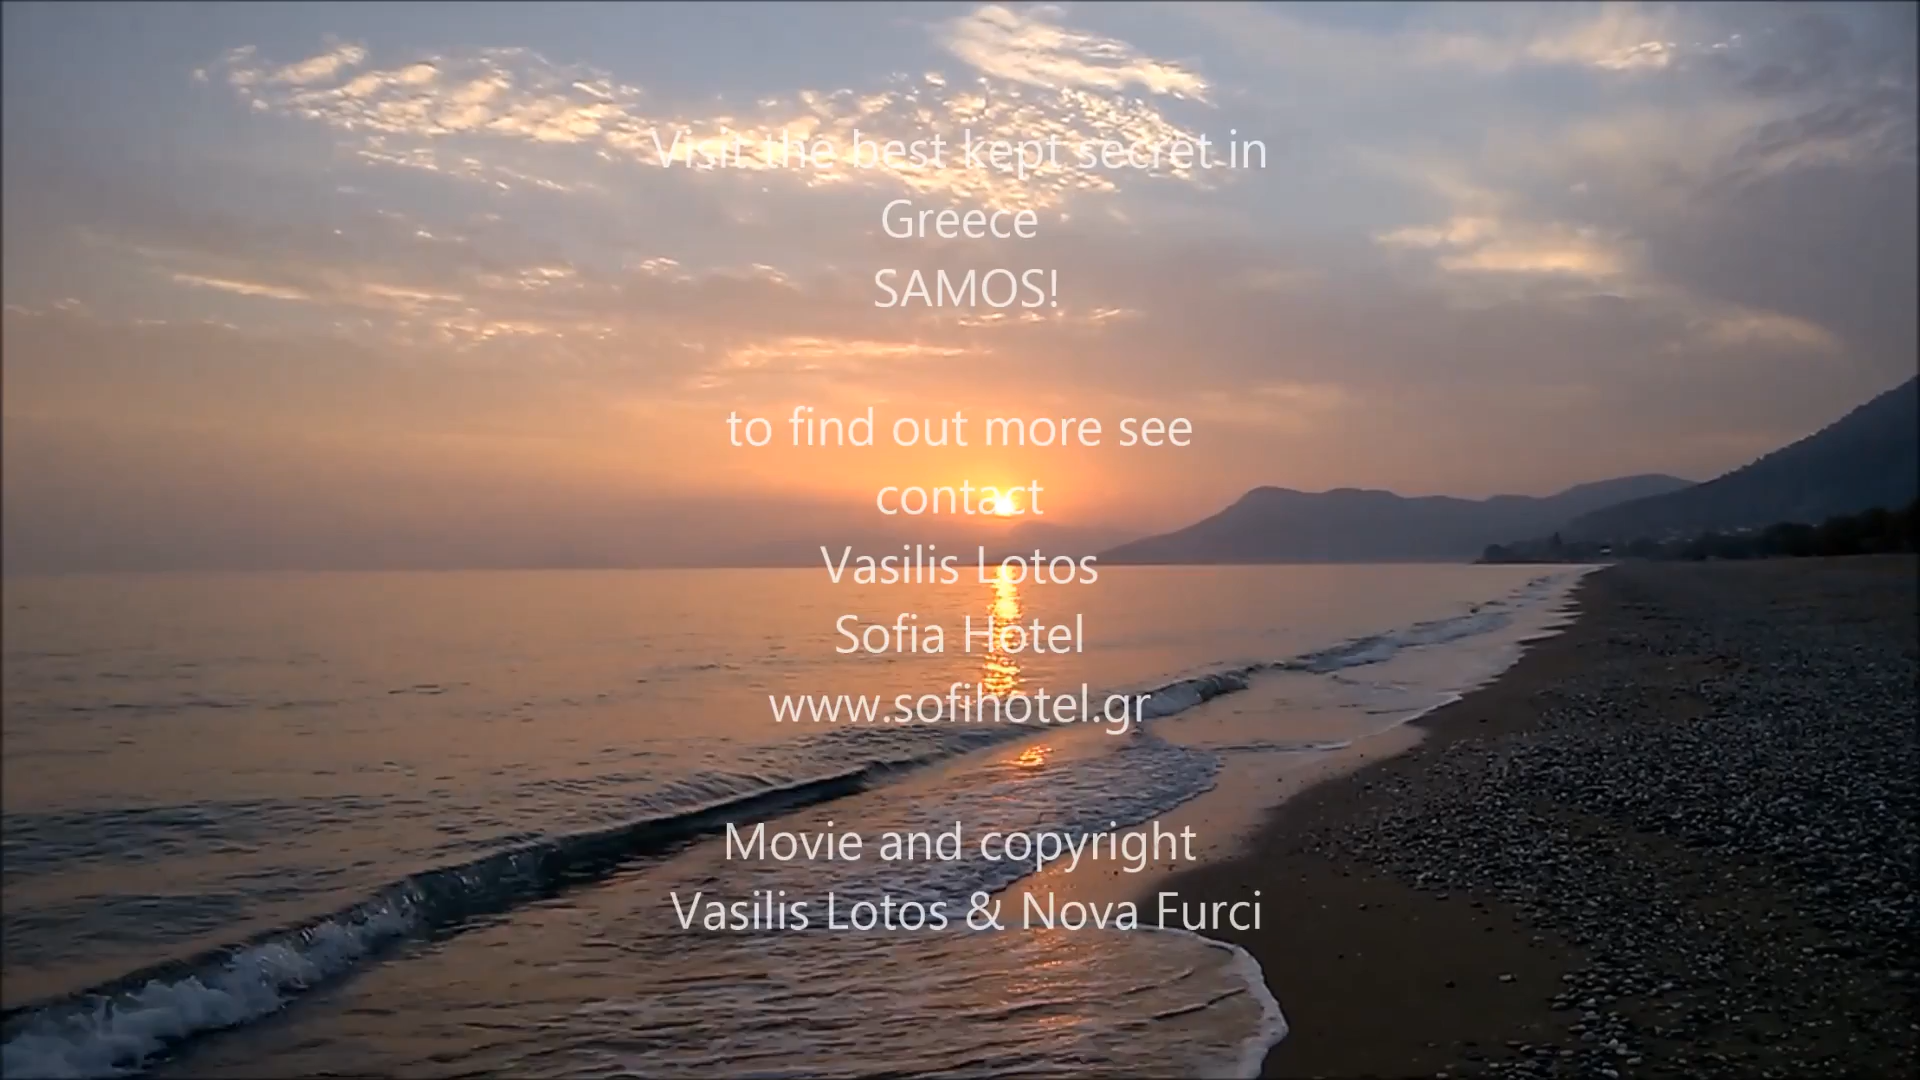 Visit the best kept secret in
Greece
SAMOS!
to find out more see
contact
Vasilis Lotos
Sofia Hotel
www.sofihotel.gr
Movie and copyright
Vasilis Lotos & Nova Furci